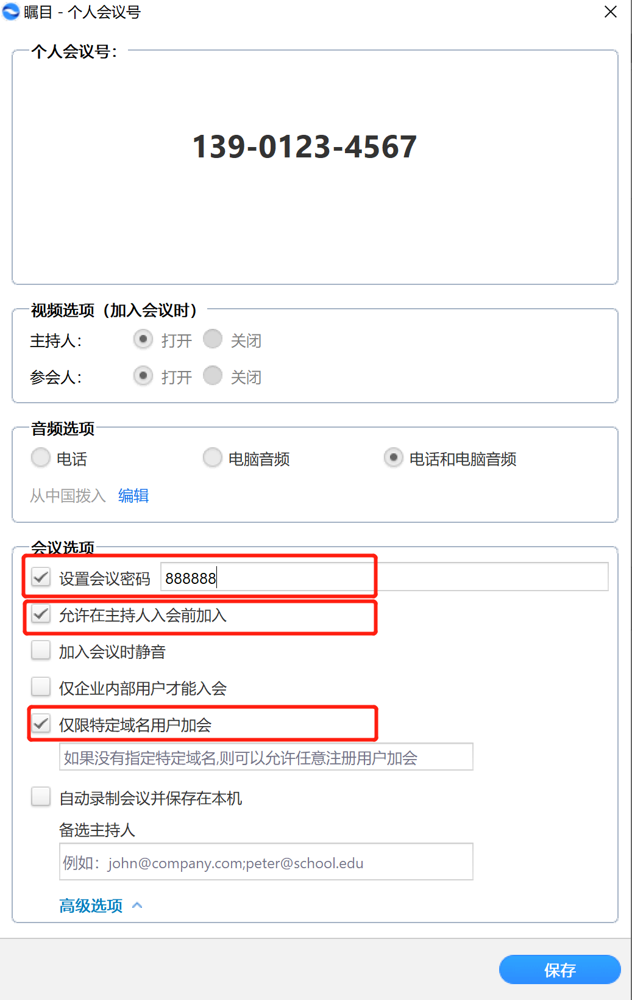 瞩目 - 个人会议号
个人会议号：
139-0123-4567
视频选项（加入会议时）
主持人： 打开 关闭
参会人： 打开 关闭
音频选项
电话 电脑音频 电话和电脑音频
从中国拨入 编辑
会议选项
设置会议密码 888888
允许在主持人入会前加入
加入会议时静音
仅企业内部用户才能入会
仅限特定域名用户加会
如果没有指定特定域名,则可以允许任意注册用户加会
自动录制会议并保存在本机
备选主持人
例如：john@company.com;peter@school.edu
高级选项
保存